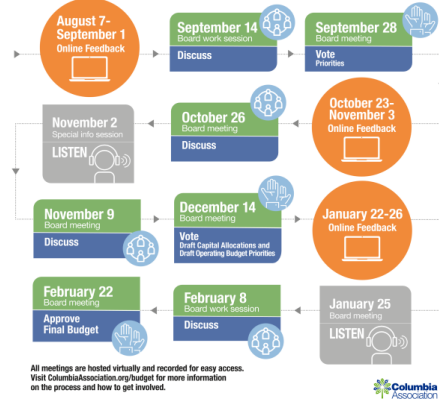 August 7-
September 1
Online Feedback
September 14
Board work session
Discuss
September 28
Board meeting
Vote
Priorities
October 23-
November 3
Online Feedback
October 26
Board meeting
Discuss
November 2
Special info session
LISTEN
November 9
Board meeting
Discuss
December 14
Board meeting
Vote
Draft Capital Allocations and
Draft Operating Budget Priorities
January 22-26
Online Feedback
January 25
Board meeting
LISTEN
February 8
Board work session
Discuss
February 22
Board meeting
Approve
Final Budget
All meetings are hosted virtually and recorded for easy access.
Visit ColumbiaAssociation.org/budget for more information
on the process and how to get involved.
Columbia
Association